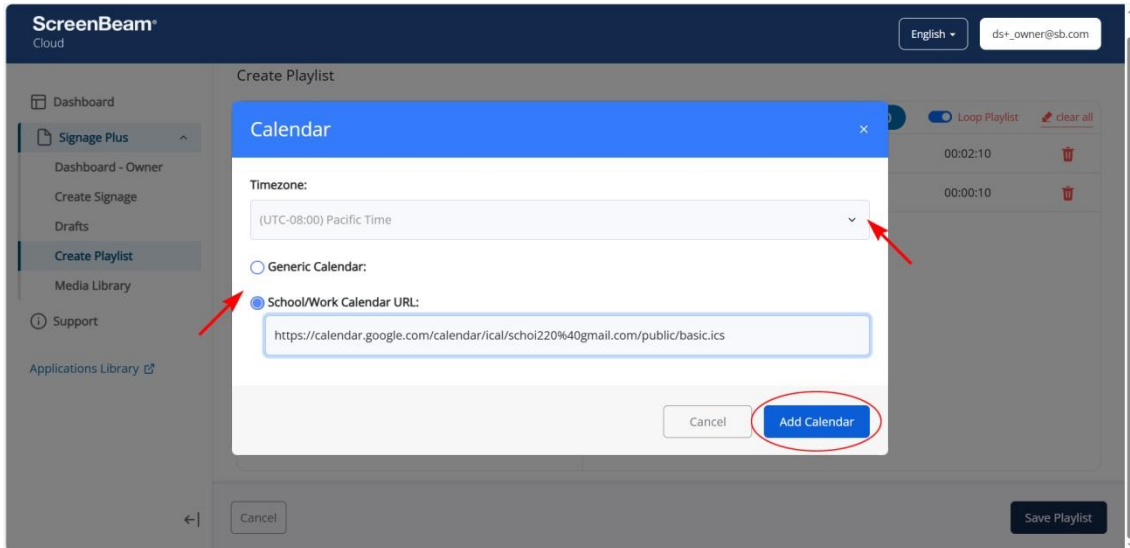 ScreenBeam®
Cloud
English
ds+_owner@sb.com
Dashboard
Signage Plus
Dashboard - Owner
Create Signage
Drafts
Create Playlist
Media Library
Support
Applications Library
Create Playlist
Loop Playlist
clear all
00:02:10
00:00:10
Calendar
×
Timezone:
(UTC-08:00) Pacific Time
Generic Calendar:
School/Work Calendar URL:
https://calendar.google.com/calendar/ical/schoi220%40gmail.com/public/basic.ics
Cancel
Add Calendar
Cancel
Save Playlist